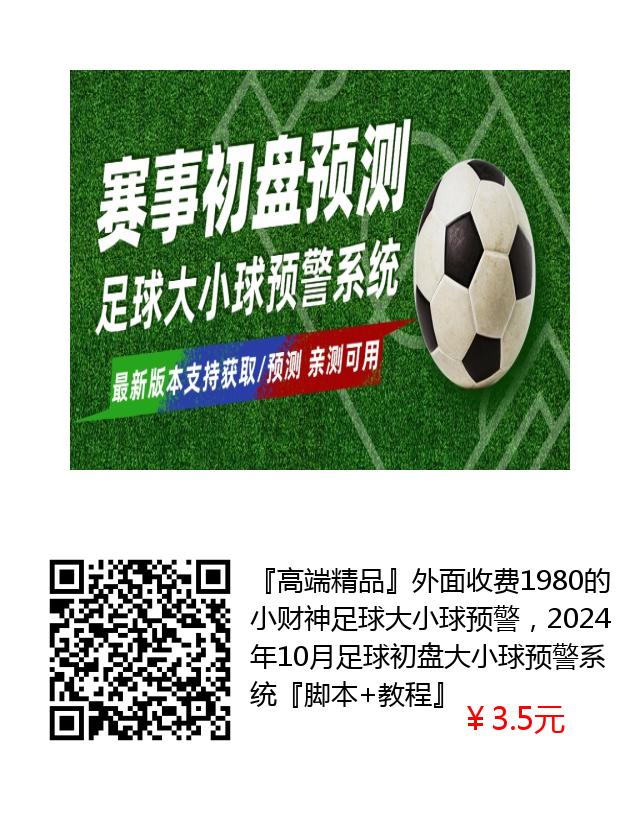 赛事初盘预测
足球大小球预警系统
最新版本支持获取/预测 亲测可用
『高端精品』外面收费1980的
小财神足球大小球预警，2024
年10月足球初盘大小球预警系
统『脚本+教程』
￥3.5元